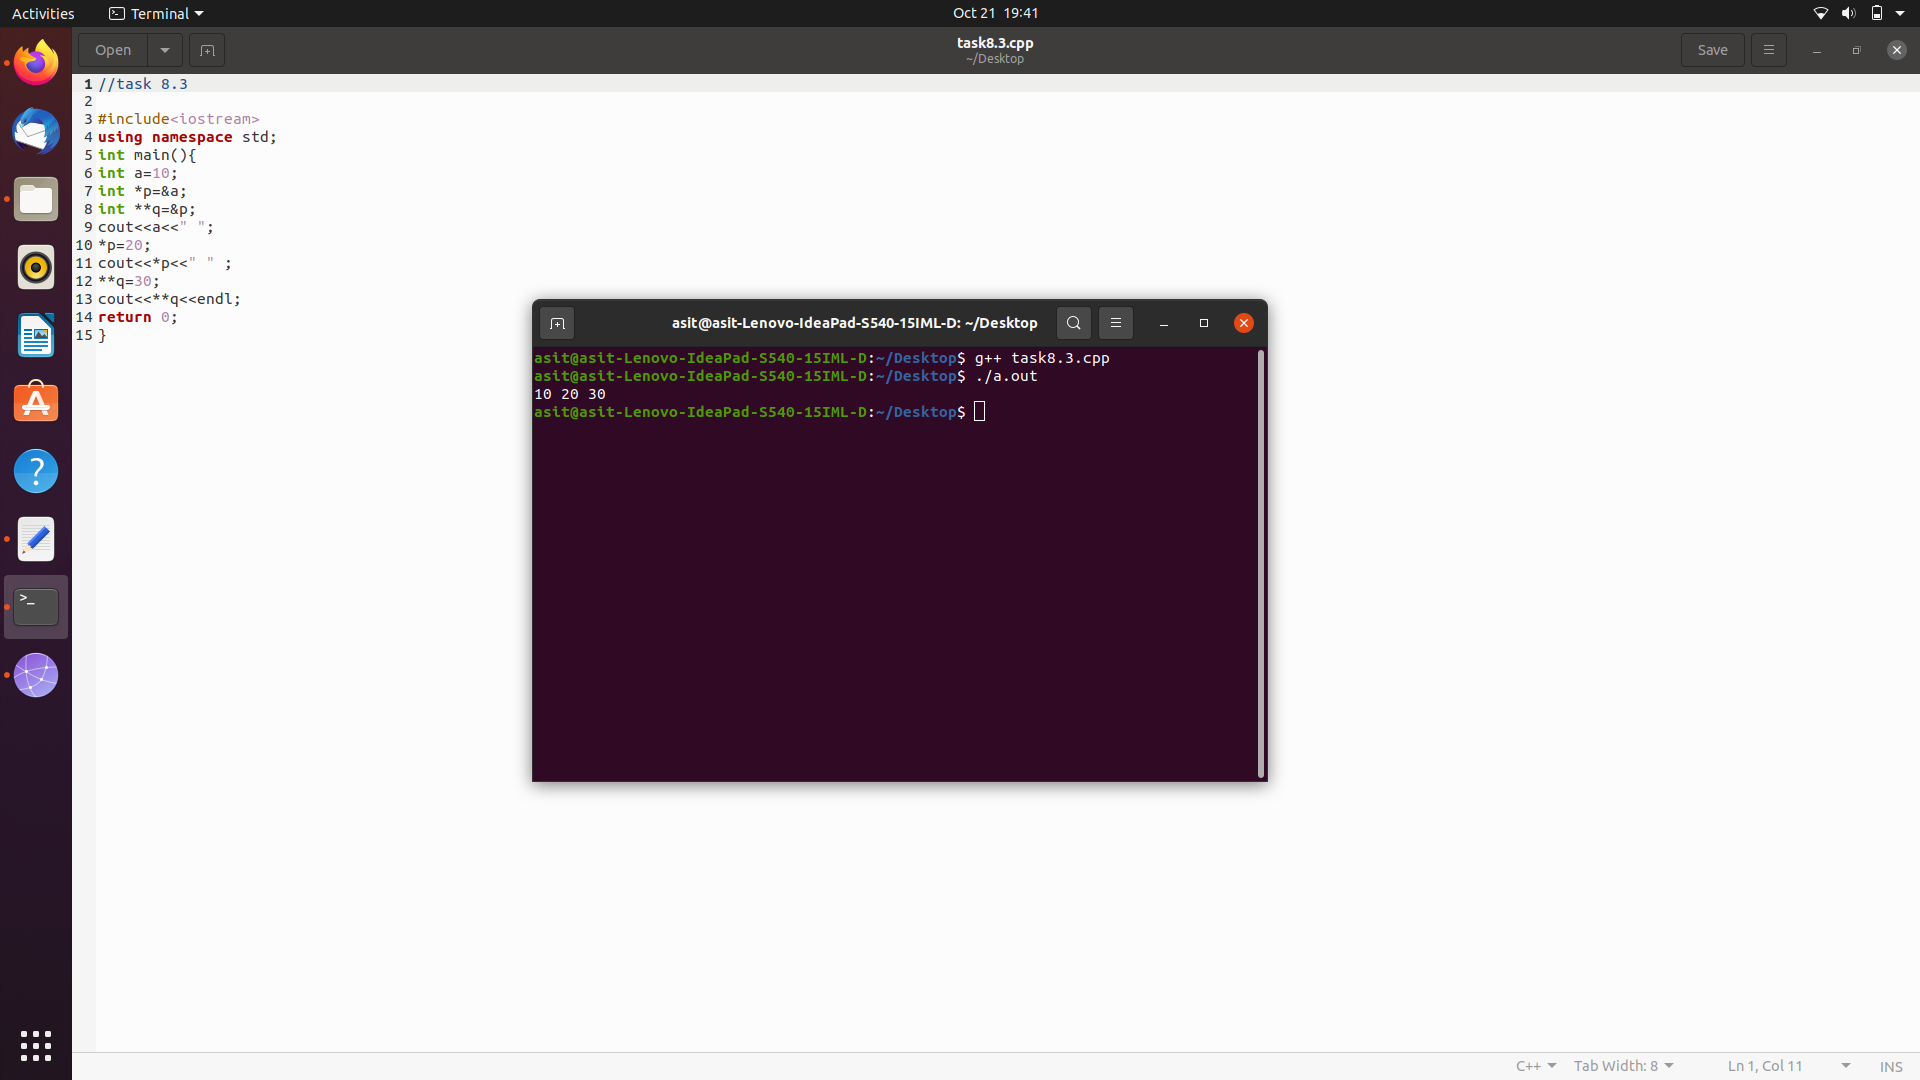 Activities
Terminal
Oct 21 19:41
Open
task8.3.cpp
~/Desktop
Save
1 //task 8.3
2
3 #include<iostream>
4 using namespace std;
5 int main(){
6 int a=10;
7 int *p=&a;
8 int **q=&p;
9 cout<<a<<" ";
10 *p=20;
11 cout<<*p<<" " ;
12 **q=30;
13 cout<<**q<<endl;
14 return 0;
15 }
asit@asit-Lenovo-IdeaPad-S540-15IML-D: ~/Desktop
asit@asit-Lenovo-IdeaPad-S540-15IML-D:~/Desktop$ g++ task8.3.cpp
asit@asit-Lenovo-IdeaPad-S540-15IML-D:~/Desktop$ ./a.out
10 20 30
asit@asit-Lenovo-IdeaPad-S540-15IML-D:~/Desktop$
C++ Tab Width: 8 Ln 1, Col 11 INS